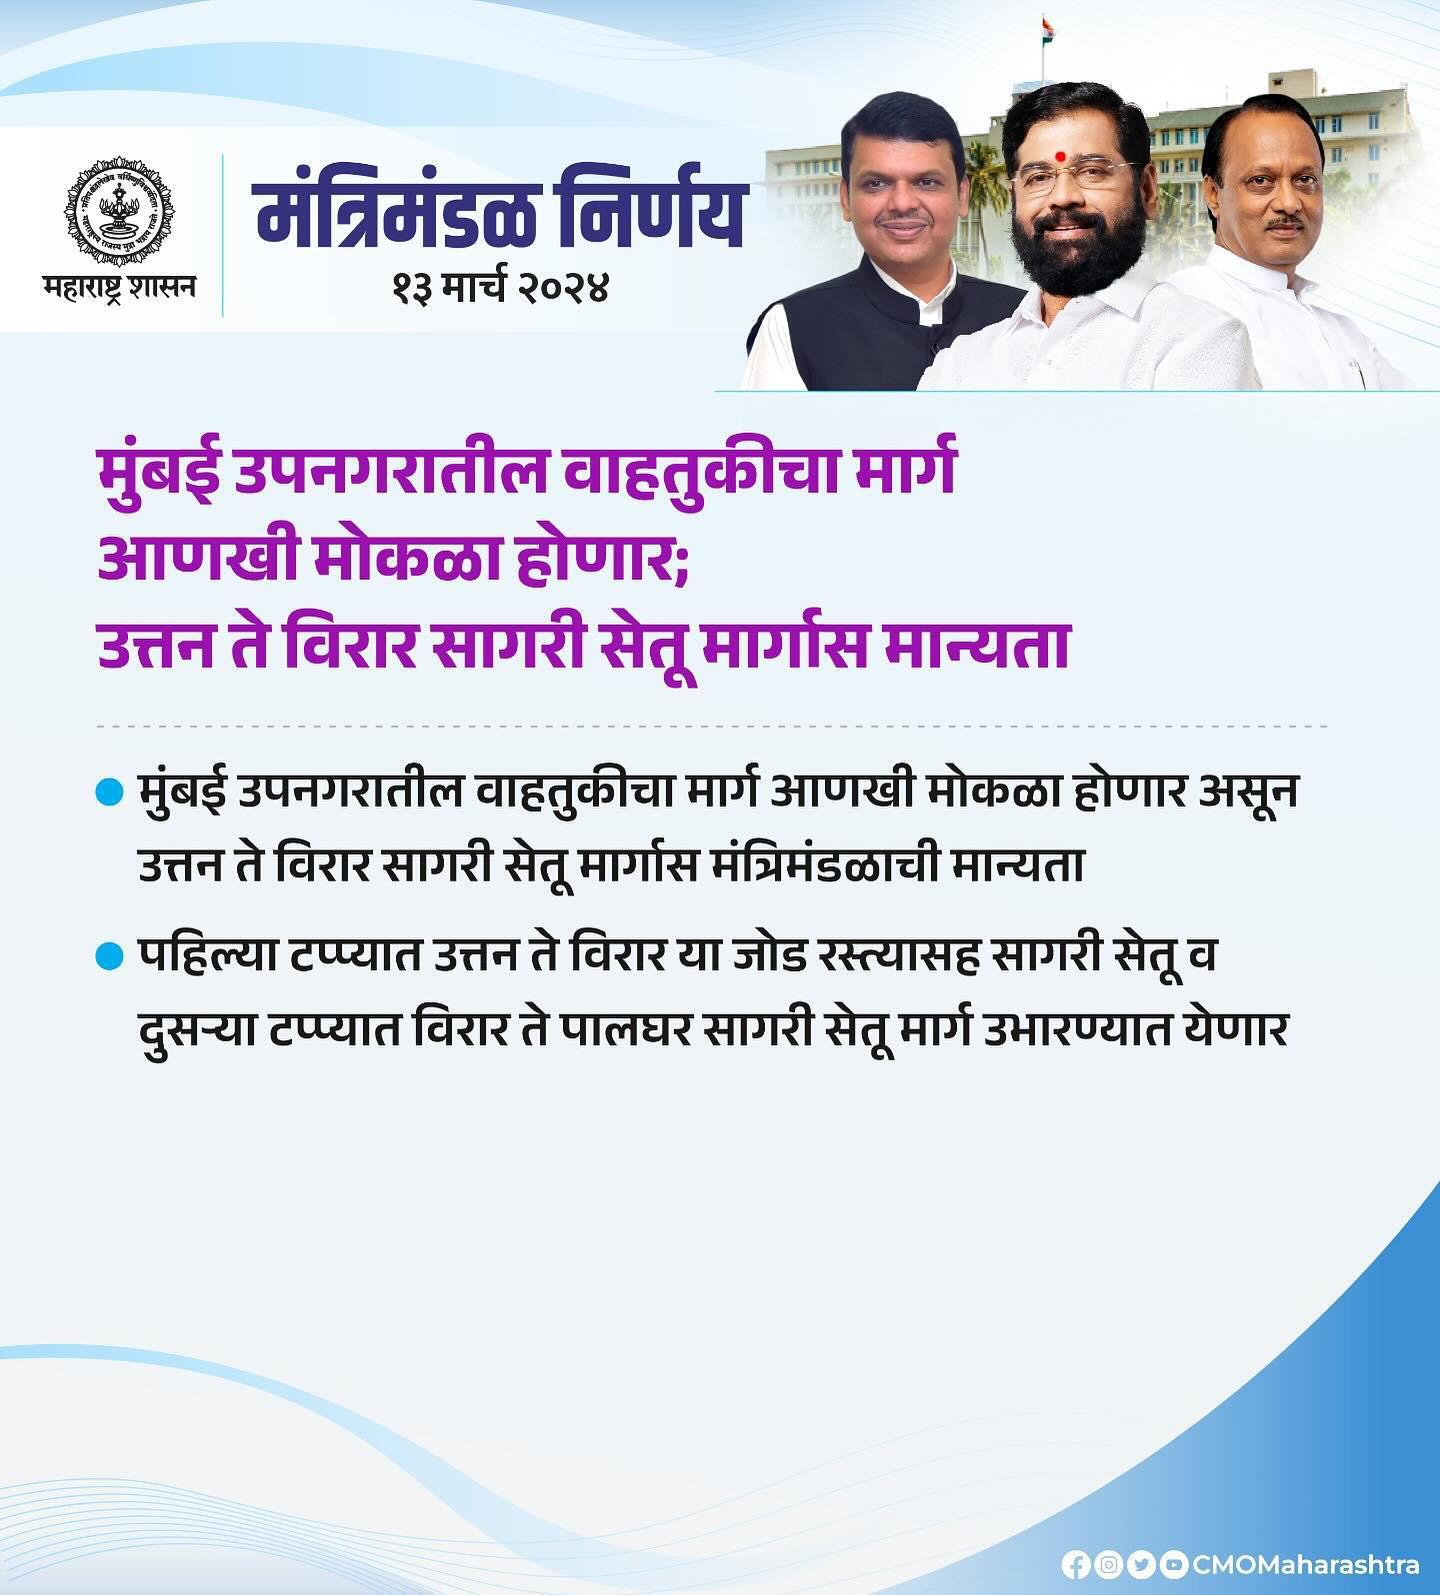 महाराष्ट्र शासन
मंत्रिमंडळ निर्णय
१३ मार्च २०२४
मुंबई उपनगरातील वाहतुकीचा मार्ग
आणखी मोकळा होणार;
उत्तन ते विरार सागरी सेतू मार्गास मान्यता
मुंबई उपनगरातील वाहतुकीचा मार्ग आणखी मोकळा होणार असून
उत्तन ते विरार सागरी सेतू मार्गास मंत्रिमंडळाची मान्यता
पहिल्या टप्प्यात उत्तन ते विरार या जोड रस्त्यासह सागरी सेतू व
दुसऱ्या टप्प्यात विरार ते पालघर सागरी सेतू मार्ग उभारण्यात येणार
CMOMaharashtra